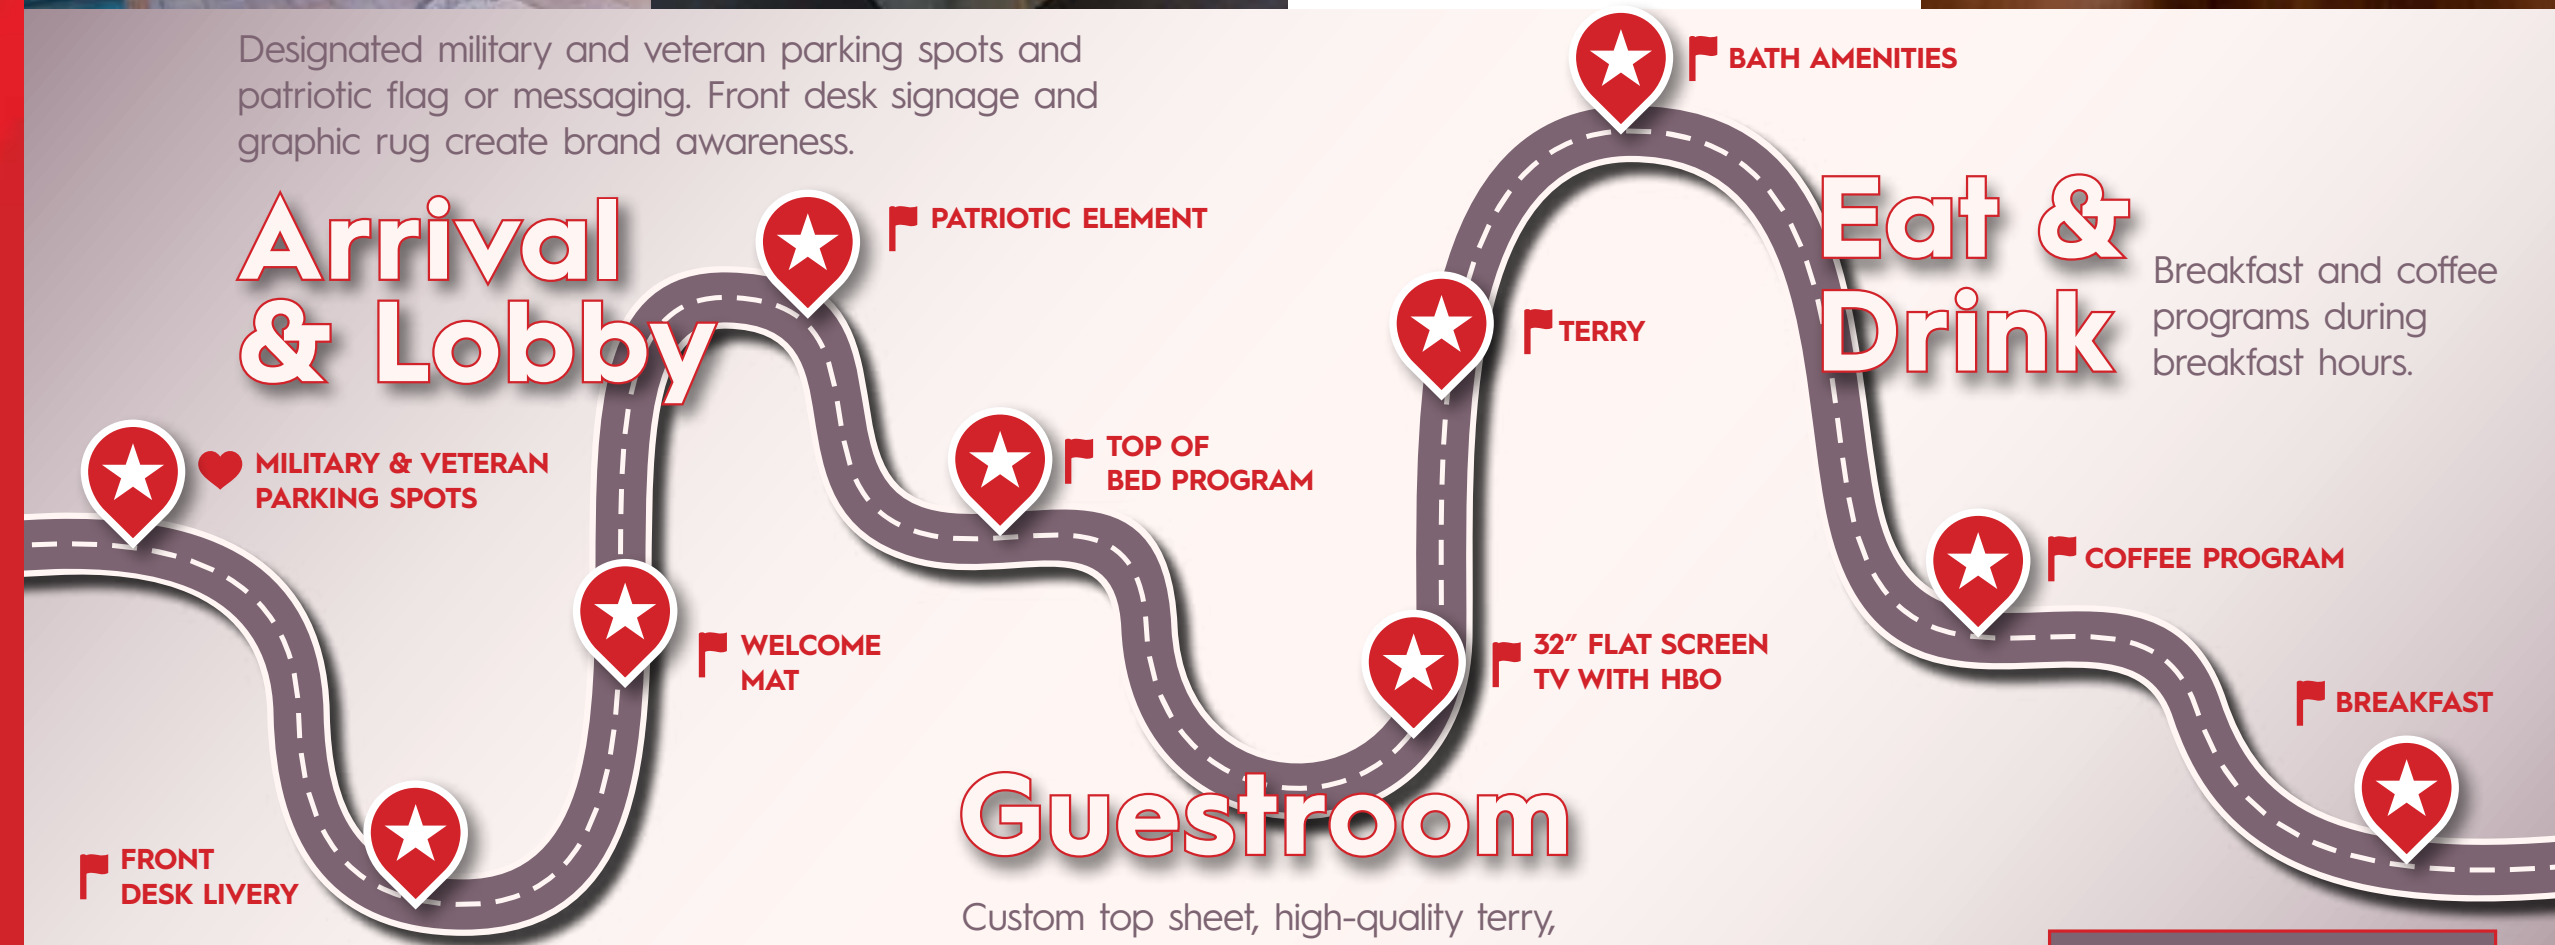 Designated military and veteran parking spots and
patriotic flag or messaging. Front desk signage and
graphic rug create brand awareness.
Arrival
& Lobby
MILITARY & VETERAN
PARKING SPOTS
FRONT
DESK LIVERY
WELCOME
MAT
PATRIOTIC ELEMENT
TOP OF
BED PROGRAM
Guestroom
Custom top sheet, high-quality terry,
32" FLAT SCREEN
TV WITH HBO
TERRY
BATH AMENITIES
Eat &
Drink
Breakfast and coffee
programs during
breakfast hours.
COFFEE PROGRAM
BREAKFAST